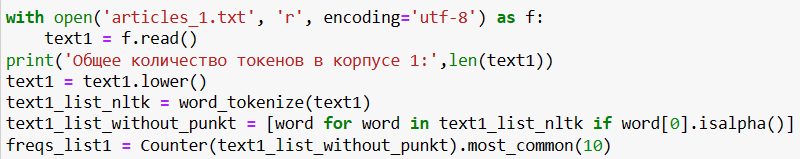 with open('articles_1.txt', 'r', encoding='utf-8') as f:
    text1 = f.read()
print('Общее количество токенов в корпусе 1:',len(text1))
text1 = text1.lower()
text1_list_nltk = word_tokenize(text1)
text1_list_without_punkt = [word for word in text1_list_nltk if word[0].isalpha()]
freqs_list1 = Counter(text1_list_without_punkt).most_common(10)